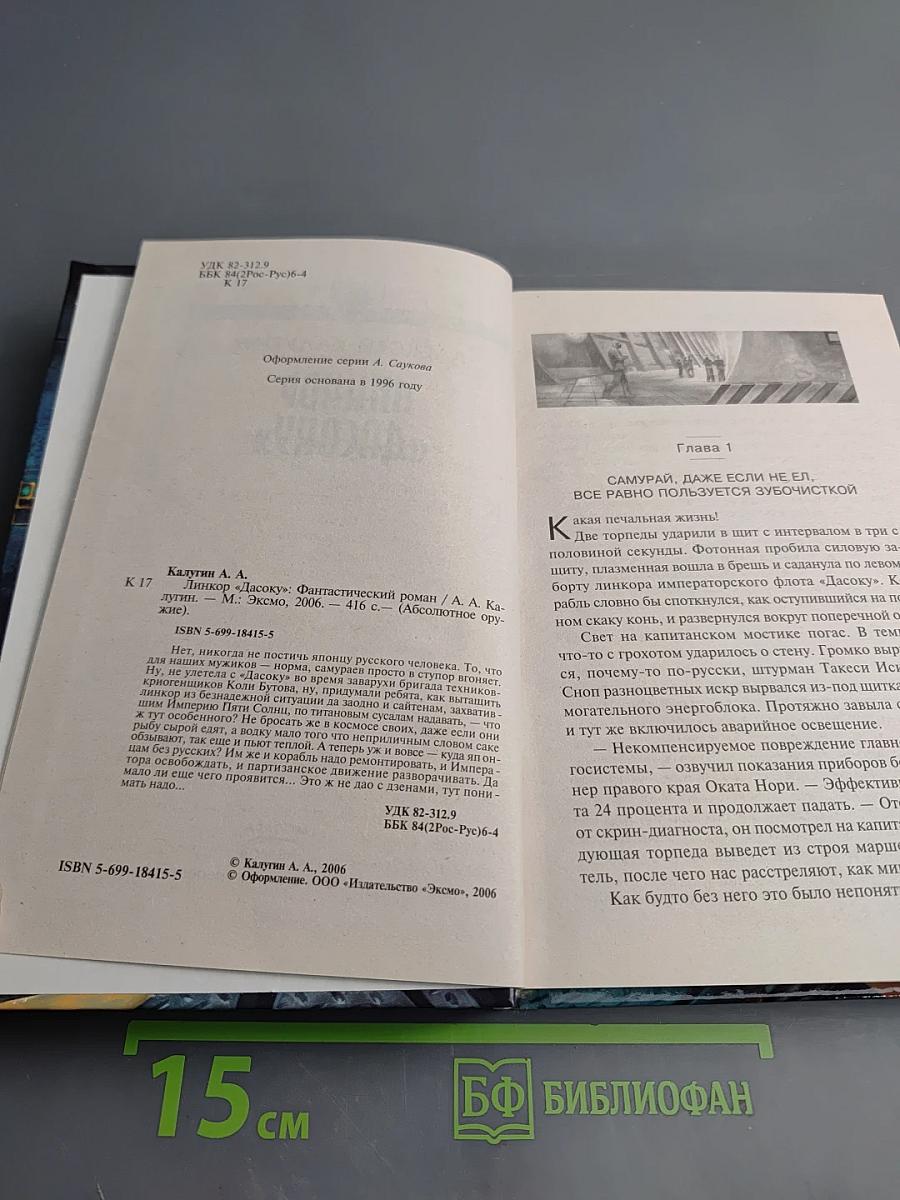 УДК 82-312.9
ББК 84(2Рос-Рус)6-4
К 17
Оформление серии А. Саукова
Серия основана в 1996 году
Калугин А. А.
К 17 Линкор «Дасоку»: Фантастический роман / А. А. Ка-
лугин. — М.: Эксмо, 2006. — 416 с.— (Абсолютное ору-
жие).
ISBN 5-699-18415-5
Нет, никогда не постичь японцу русского человека. То, что
для наших мужиков — норма, самураев просто в ступор вгоняет.
Ну, не улетела с «Дасоку» во время заварухи бригада техников-
криогенщиков Коли Бутова, ну, придумали ребята, как вытащить
линкор из безнадежной ситуации да заодно и сайтенам, захватив-
шим Империю Пяти Солнц, по титановым сусалам надавать, — что
ж тут особенного? Не бросать же в космосе своих, даже если они
рыбу сырой едят, а водку мало того что неприличным словом саке
обзывают, так еще и пьют теплой. А теперь уж и вовсе — куда япон-
цам без русских? Им же и корабль надо ремонтировать, и Импера-
тора освобождать, и партизанское движение разворачивать. Да
мало ли еще чего проявится... Это ж не дао с дзенами, тут пони-
мать надо...
УДК 82-312.9
ББК 84(2Рос-Рус)6-4
© Калугин А. А., 2006
ISBN 5-699-18415-5 © Оформление. ООО «Издательство «Эксмо», 2006
Глава 1
САМУРАЙ, ДАЖЕ ЕСЛИ НЕ ЕЛ,
ВСЕ РАВНО ПОЛЬЗУЕТСЯ ЗУБОЧИСТКОЙ
Какая печальная жизнь!
Две торпеды ударили в щит с интервалом в три с
половиной секунды. Фотонная пробила силовую за-
щиту, плазменная вошла в брешь и саданула по левом
борту линкора императорского флота «Дасоку». К
рабль словно бы споткнулся, как оступившийся на по
ном скаку конь, и развернулся вокруг поперечной о
Свет на капитанском мостике погас. В темн
что-то с грохотом ударилось о стену. Громко выр
ся, почему-то по-русски, штурман Такеси Иси
Сноп разноцветных искр вырвался из-под щитка
могательного энергоблока. Протяжно завыла с
и тут же включилось аварийное освещение.
— Некомпенсируемое повреждение главн
госистемы, — озвучил показания приборов бо
нер правого края Оката Нори. — Эффектив
та 24 процента и продолжает падать. — Ото
от скрин-диагноста, он посмотрел на капита
дующая торпеда выведет из строя марше
тель, после чего нас расстреляют, как ми
Как будто без него это было непонят
15 см
БФ БИБЛИОФАН